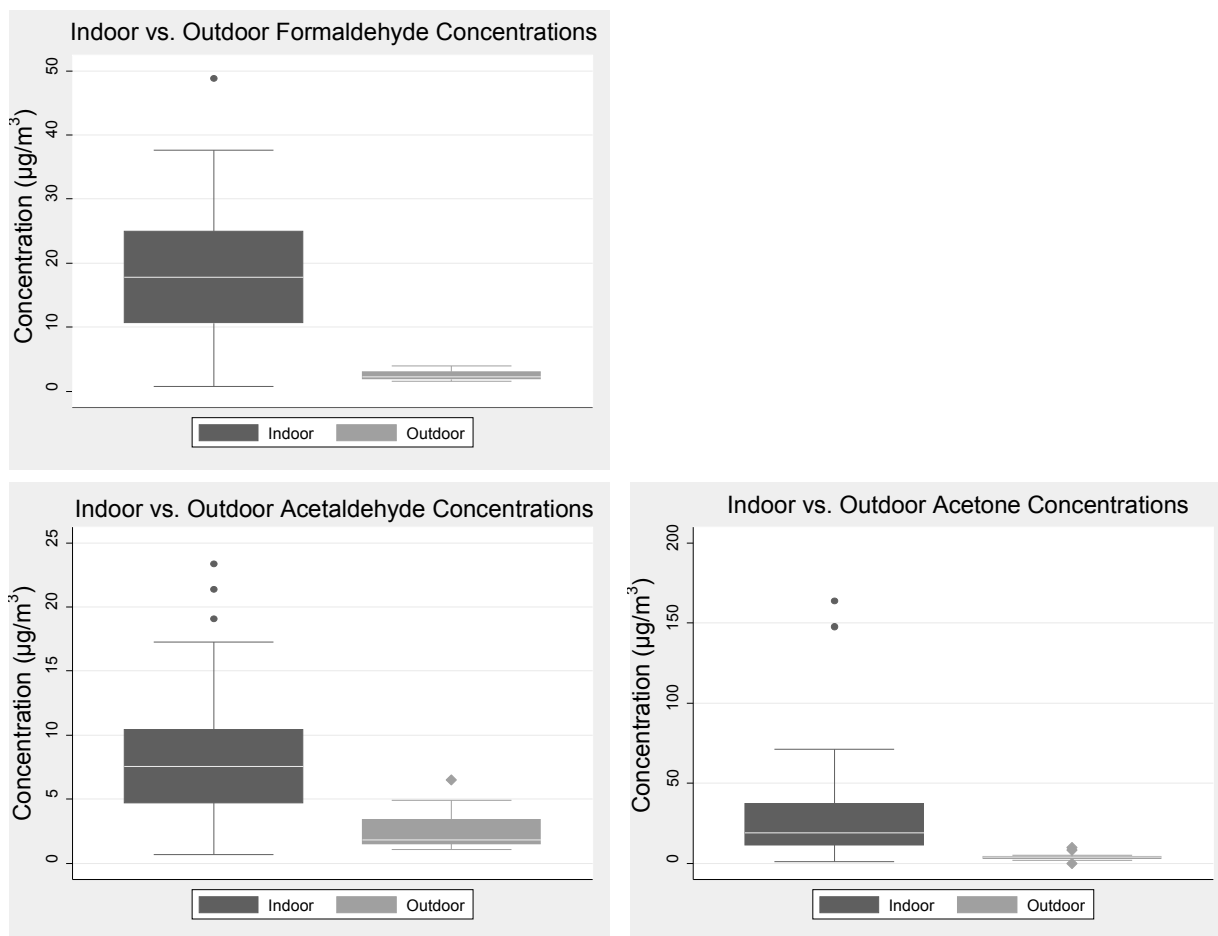 Indoor vs. Outdoor Formaldehyde Concentrations
Concentration (µg/m³)
50
40
30
20
10
0
Indoor Outdoor
Indoor vs. Outdoor Acetaldehyde Concentrations
Concentration (µg/m³)
25
20
15
10
5
0
Indoor Outdoor
Indoor vs. Outdoor Acetone Concentrations
Concentration (µg/m³)
200
150
100
50
0
Indoor Outdoor